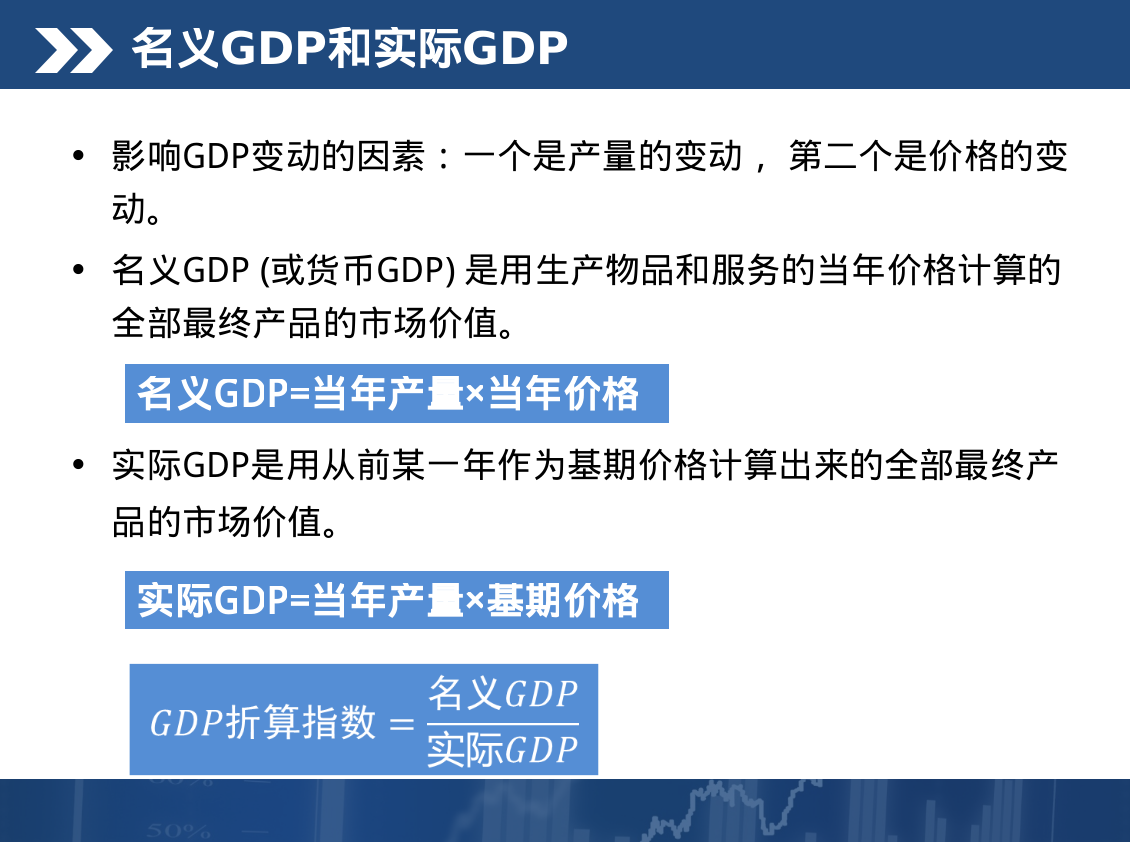 名义GDP和实际GDP
• 影响GDP变动的因素：一个是产量的变动， 第二个是价格的变
动。
• 名义GDP (或货币GDP) 是用生产物品和服务的当年价格计算的
全部最终产品的市场价值。
名义GDP=当年产量×当年价格
• 实际GDP是用从前某一年作为基期价格计算出来的全部最终产
品的市场价值。
实际GDP=当年产量×基期价格
GDP折算指数 = 名义GDP / 实际GDP
50%